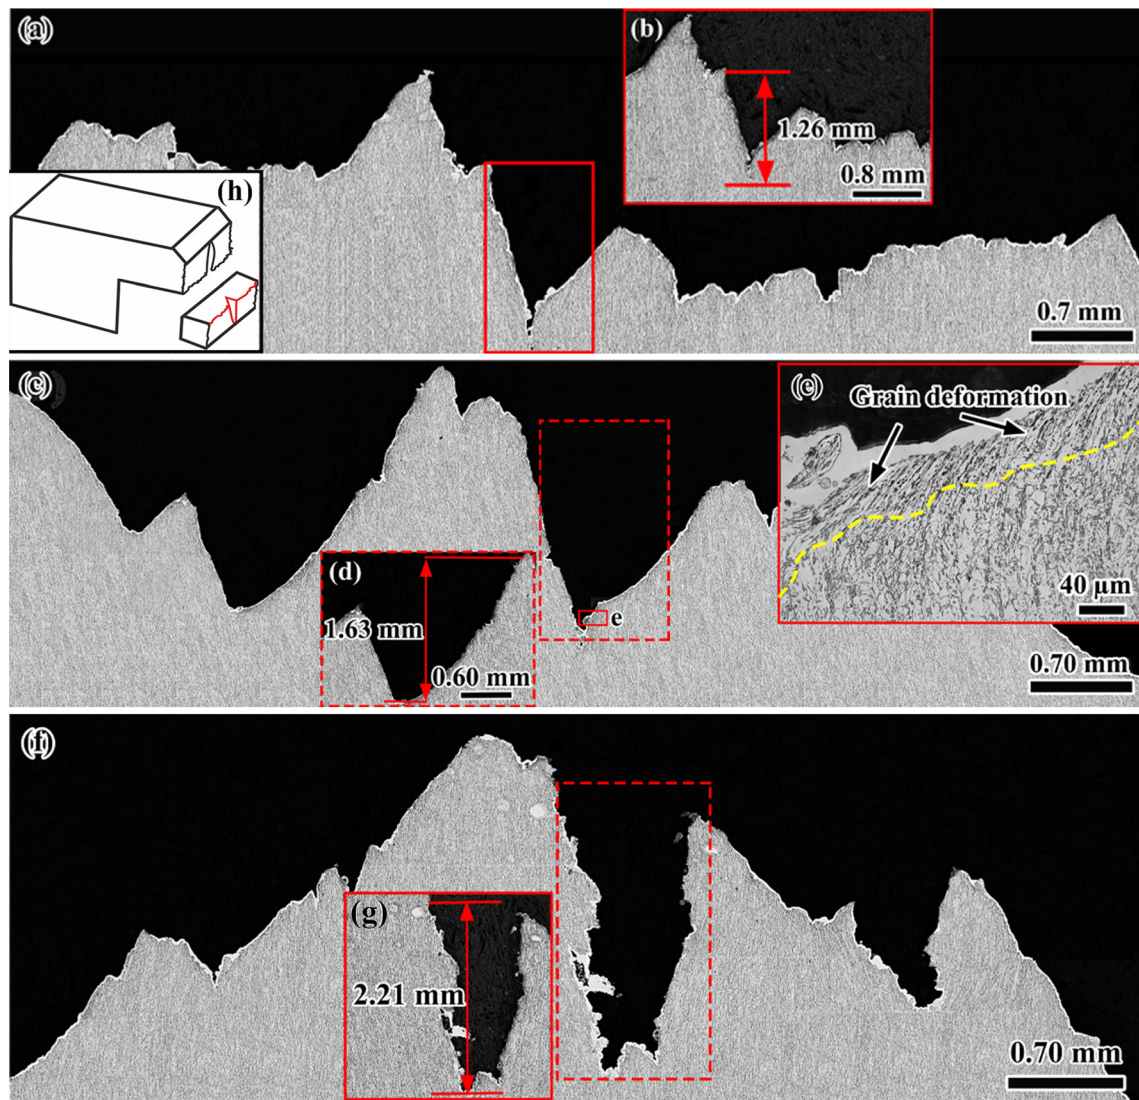 (a)
(b)
1.26 mm
0.8 mm
(h)
0.7 mm
(c)
(e)
Grain deformation
40 µm
(d)
1.63 mm
0.60 mm
e
0.70 mm
(f)
(g)
2.21 mm
0.70 mm